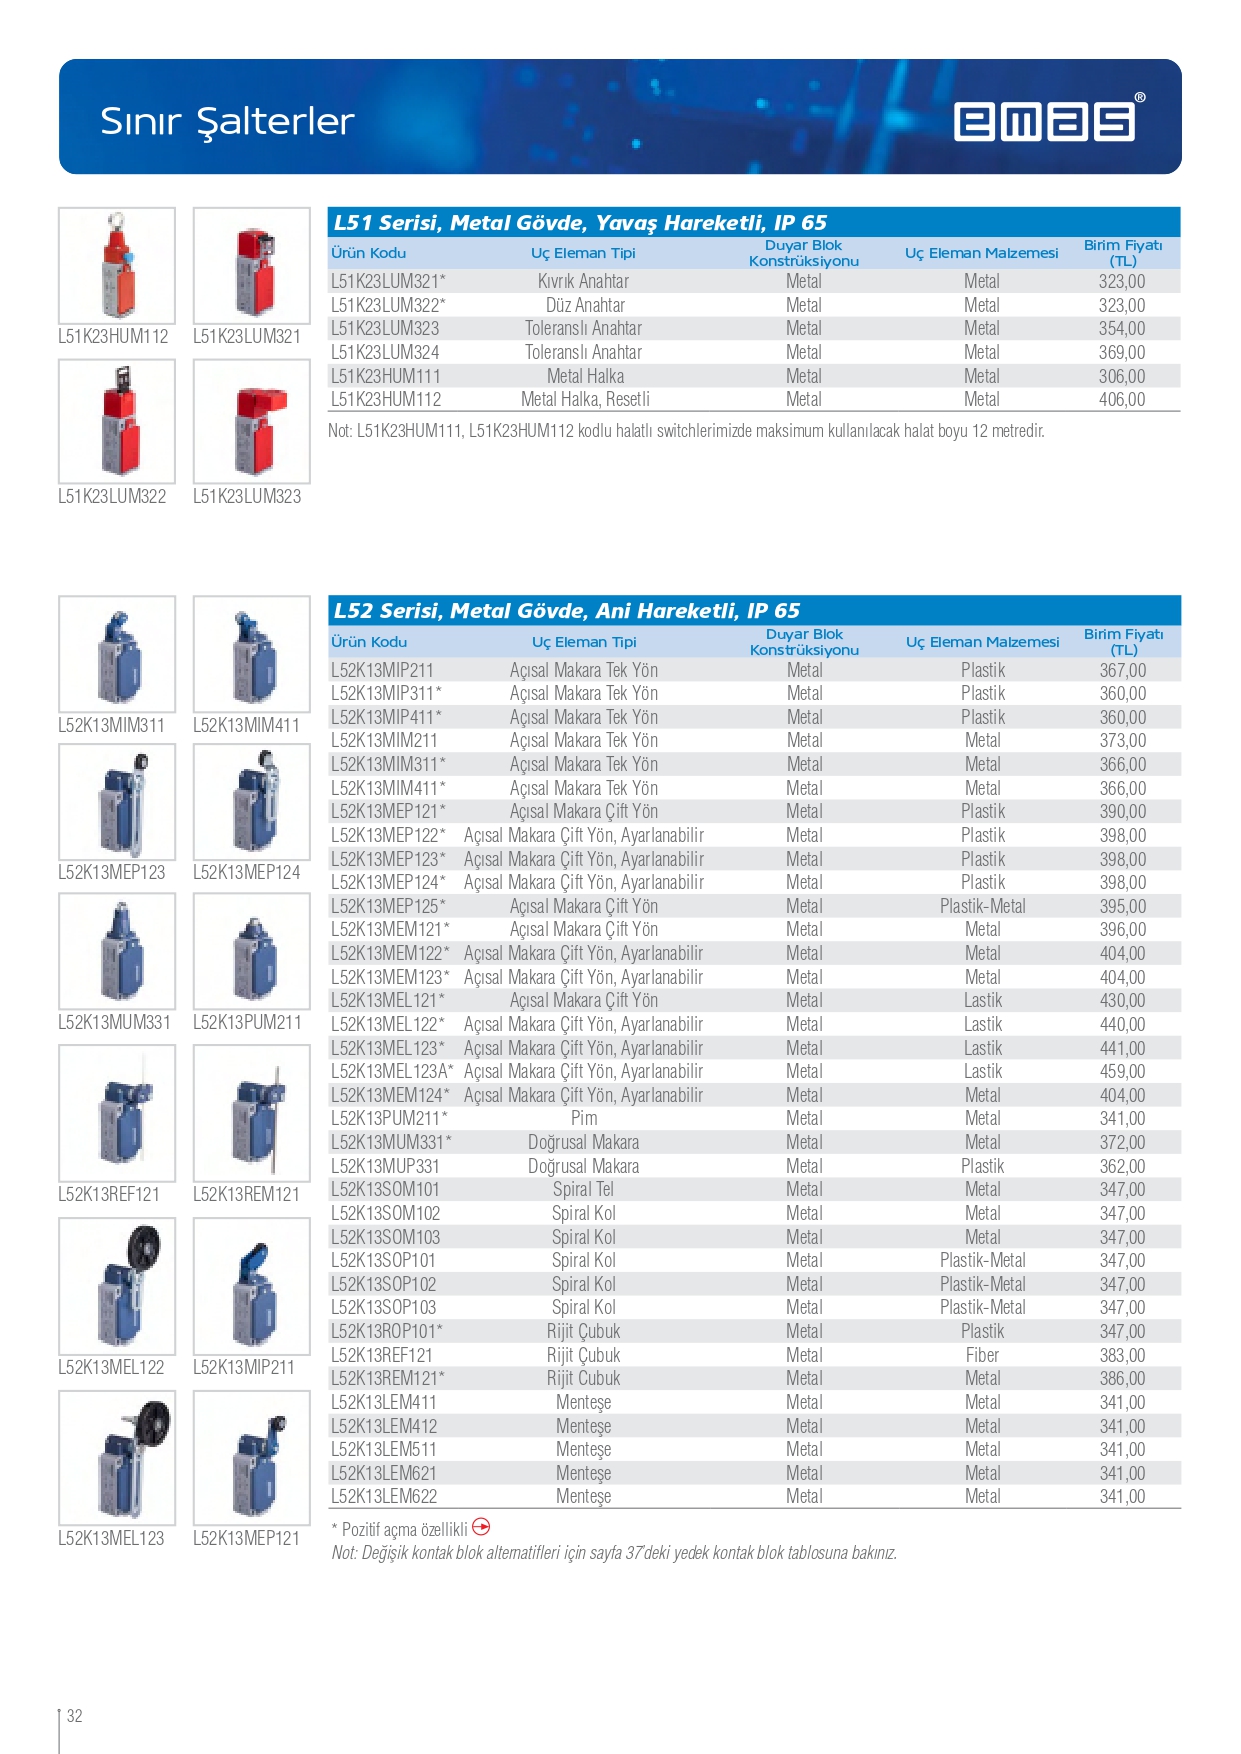 Sınır Şalterler
emas®
L51K23HUM112 L51K23LUM321
L51K23LUM322 L51K23LUM323
L51 Serisi, Metal Gövde, Yavaş Hareketli, IP 65
Ürün Kodu Uç Eleman Tipi Duyar Blok Konstrüksiyonu Uç Eleman Malzemesi Birim Fiyatı (TL)
L51K23LUM321* Kıvrık Anahtar Metal Metal 323,00
L51K23LUM322* Düz Anahtar Metal Metal 323,00
L51K23LUM323 Toleranslı Anahtar Metal Metal 354,00
L51K23LUM324 Toleranslı Anahtar Metal Metal 369,00
L51K23HUM111 Metal Halka Metal Metal 306,00
L51K23HUM112 Metal Halka, Resetli Metal Metal 406,00
Not: L51K23HUM111, L51K23HUM112 kodlu halatlı switchlerimizde maksimum kullanılacak halat boyu 12 metredir.
L52K13MIM311 L52K13MIM411
L52K13MEP123 L52K13MEP124
L52K13MUM331 L52K13PUM211
L52K13REF121 L52K13REM121
L52K13MEL122 L52K13MIP211
L52K13MEL123 L52K13MEP121
L52 Serisi, Metal Gövde, Ani Hareketli, IP 65
Ürün Kodu Uç Eleman Tipi Duyar Blok Konstrüksiyonu Uç Eleman Malzemesi Birim Fiyatı (TL)
L52K13MIP211 Açısal Makara Tek Yön Metal Plastik 367,00
L52K13MIP311* Açısal Makara Tek Yön Metal Plastik 360,00
L52K13MIP411* Açısal Makara Tek Yön Metal Plastik 360,00
L52K13MIM211 Açısal Makara Tek Yön Metal Metal 373,00
L52K13MIM311* Açısal Makara Tek Yön Metal Metal 366,00
L52K13MIM411* Açısal Makara Tek Yön Metal Metal 366,00
L52K13MEP121* Açısal Makara Çift Yön Metal Plastik 390,00
L52K13MEP122* Açısal Makara Çift Yön, Ayarlanabilir Metal Plastik 398,00
L52K13MEP123* Açısal Makara Çift Yön, Ayarlanabilir Metal Plastik 398,00
L52K13MEP124* Açısal Makara Çift Yön, Ayarlanabilir Metal Plastik 398,00
L52K13MEP125* Açısal Makara Çift Yön Metal Plastik-Metal 395,00
L52K13MEM121* Açısal Makara Çift Yön Metal Metal 396,00
L52K13MEM122* Açısal Makara Çift Yön, Ayarlanabilir Metal Metal 404,00
L52K13MEM123* Açısal Makara Çift Yön, Ayarlanabilir Metal Metal 404,00
L52K13MEL121* Açısal Makara Çift Yön Metal Lastik 430,00
L52K13MEL122* Açısal Makara Çift Yön, Ayarlanabilir Metal Lastik 440,00
L52K13MEL123* Açısal Makara Çift Yön, Ayarlanabilir Metal Lastik 441,00
L52K13MEL123A* Açısal Makara Çift Yön, Ayarlanabilir Metal Lastik 459,00
L52K13MEM124* Açısal Makara Çift Yön, Ayarlanabilir Metal Metal 404,00
L52K13PUM211* Pim Metal Metal 341,00
L52K13MUM331* Doğrusal Makara Metal Metal 372,00
L52K13MUP331 Doğrusal Makara Metal Plastik 362,00
L52K13SOM101 Spiral Tel Metal Metal 347,00
L52K13SOM102 Spiral Kol Metal Metal 347,00
L52K13SOM103 Spiral Kol Metal Metal 347,00
L52K13SOP101 Spiral Kol Metal Plastik-Metal 347,00
L52K13SOP102 Spiral Kol Metal Plastik-Metal 347,00
L52K13SOP103 Spiral Kol Metal Plastik-Metal 347,00
L52K13ROP101* Rijit Çubuk Metal Plastik 347,00
L52K13REF121 Rijit Çubuk Metal Fiber 383,00
L52K13REM121* Rijit Cubuk Metal Metal 386,00
L52K13LEM411 Menteşe Metal Metal 341,00
L52K13LEM412 Menteşe Metal Metal 341,00
L52K13LEM511 Menteşe Metal Metal 341,00
L52K13LEM621 Menteşe Metal Metal 341,00
L52K13LEM622 Menteşe Metal Metal 341,00
* Pozitif açma özellikli
Not: Değişik kontak blok alternatifleri için sayfa 37'deki yedek kontak blok tablosuna bakınız.
32